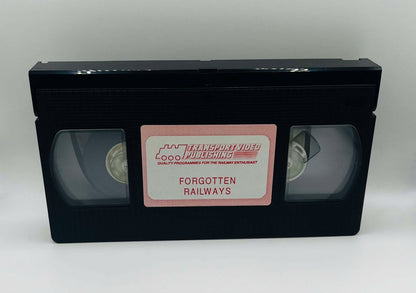 TRANSPORT VIDEO
PUBLISHING
QUALITY PROGRAMMES FOR THE RAILWAY ENTHUSIAST
FORGOTTEN
RAILWAYS